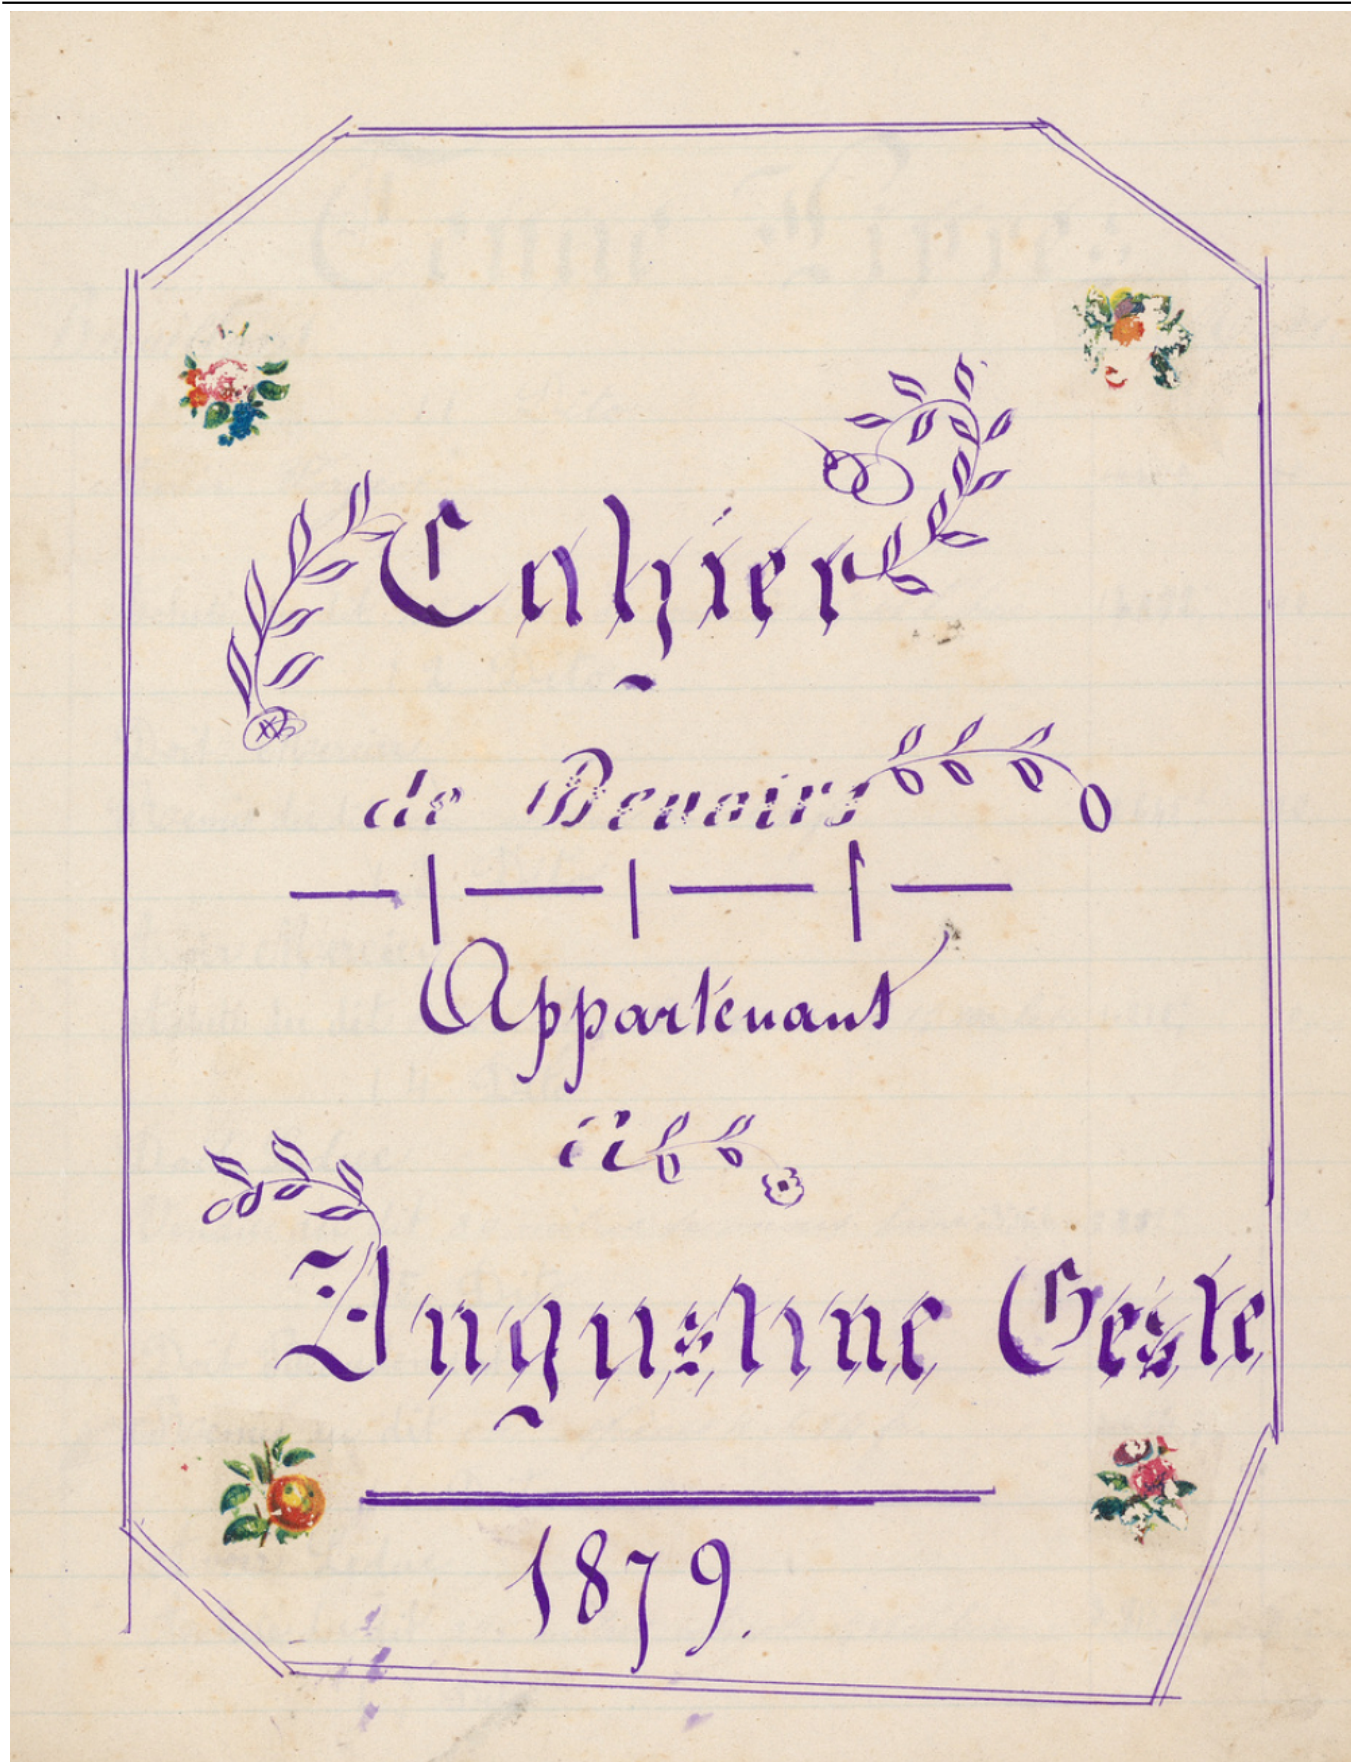 Cahier
de Devoirs
Appartenant
à
Augustine Geste
1879.